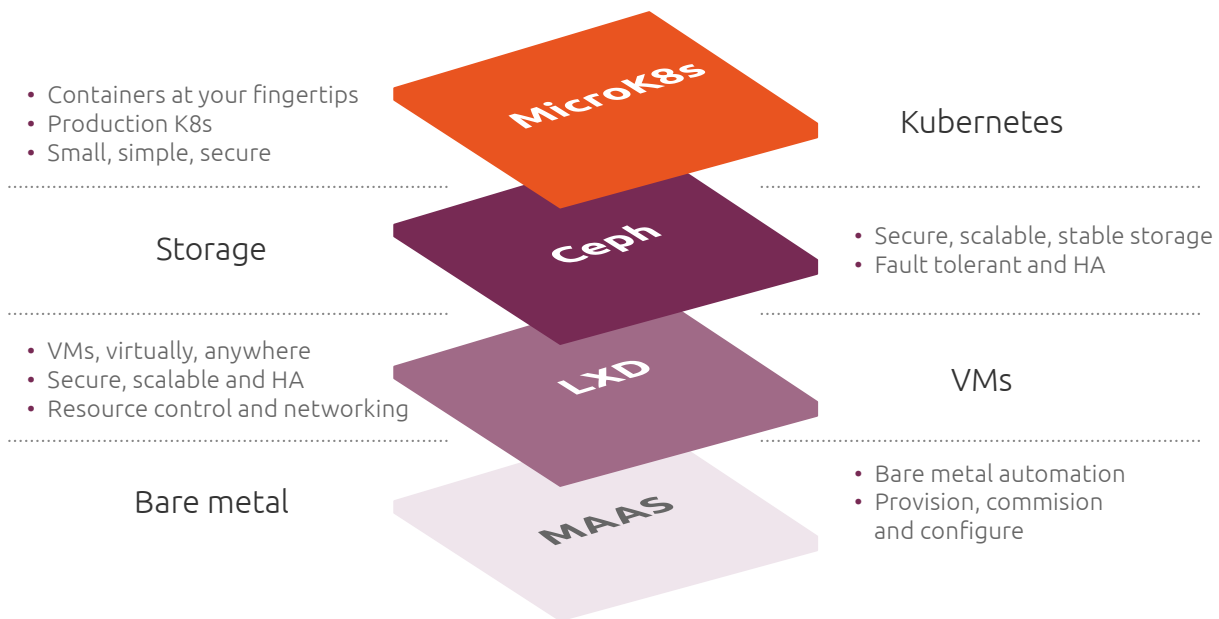 MicroK8s
• Containers at your fingertips
• Production K8s
• Small, simple, secure
Kubernetes
Storage
Ceph
• Secure, scalable, stable storage
• Fault tolerant and HA
• VMs, virtually, anywhere
• Secure, scalable and HA
• Resource control and networking
LXD
VMs
Bare metal
MAAS
• Bare metal automation
• Provision, commision
and configure